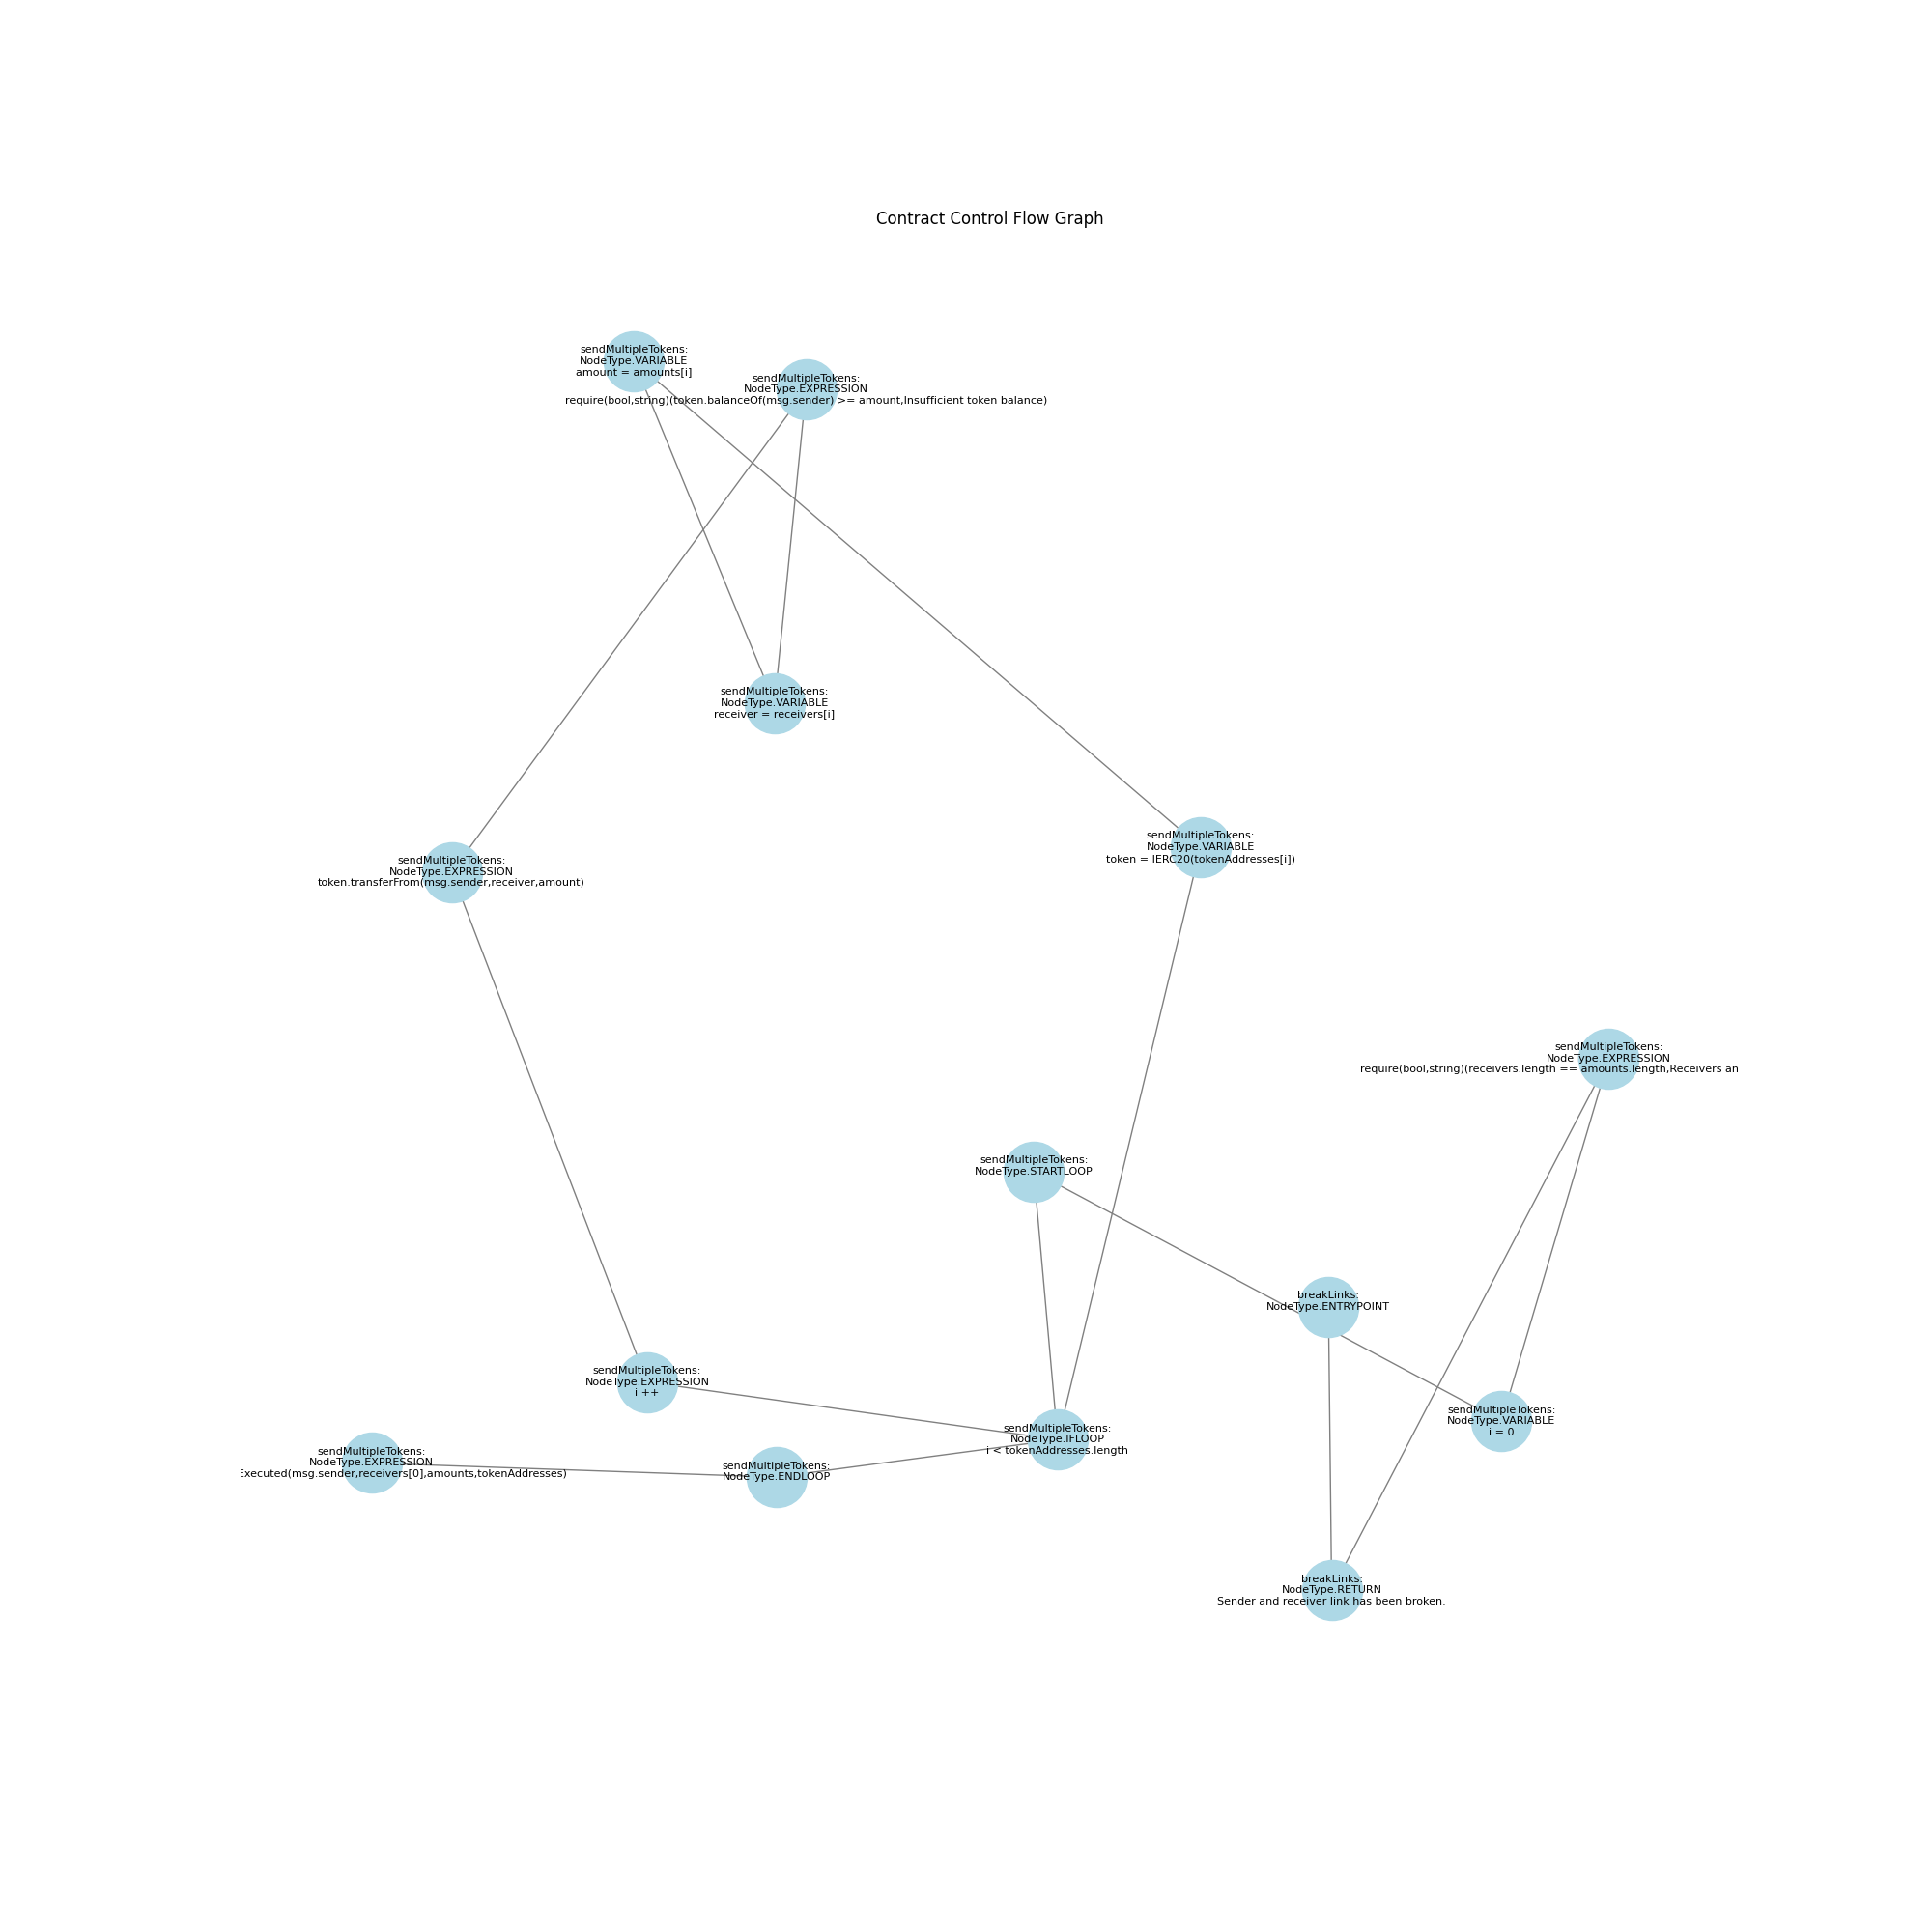 Contract Control Flow Graph
sendMultipleTokens:
NodeType.VARIABLE
amount = amounts[i]
sendMultipleTokens:
NodeType.EXPRESSION
require(bool,string)(token.balanceOf(msg.sender) >= amount,Insufficient token balance)
sendMultipleTokens:
NodeType.VARIABLE
receiver = receivers[i]
sendMultipleTokens:
NodeType.VARIABLE
token = IERC20(tokenAddresses[i])
sendMultipleTokens:
NodeType.EXPRESSION
token.transferFrom(msg.sender,receiver,amount)
sendMultipleTokens:
NodeType.EXPRESSION
require(bool,string)(receivers.length == amounts.length,Receivers an
sendMultipleTokens:
NodeType.STARTLOOP
breakLinks:
NodeType.ENTRYPOINT
sendMultipleTokens:
NodeType.EXPRESSION
i ++
sendMultipleTokens:
NodeType.VARIABLE
i = 0
sendMultipleTokens:
NodeType.IFLOOP
i < tokenAddresses.length
sendMultipleTokens:
NodeType.EXPRESSION
Executed(msg.sender,receivers[0],amounts,tokenAddresses)
sendMultipleTokens:
NodeType.ENDLOOP
breakLinks:
NodeType.RETURN
Sender and receiver link has been broken.